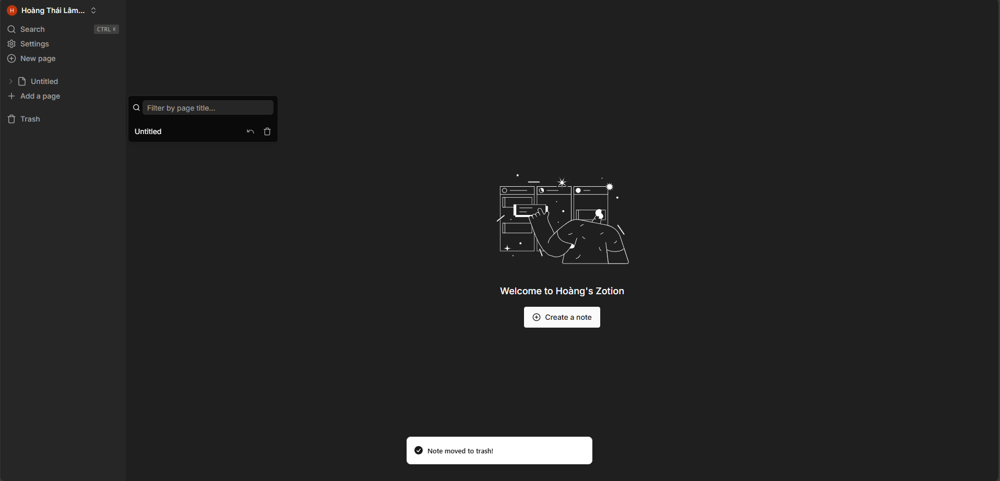 H Hoàng Thái Lâm...
Search CTRL K
Settings
New page
Untitled
Add a page
Trash
Filter by page title...
Untitled
Welcome to Hoàng's Zotion
Create a note
Note moved to trash!